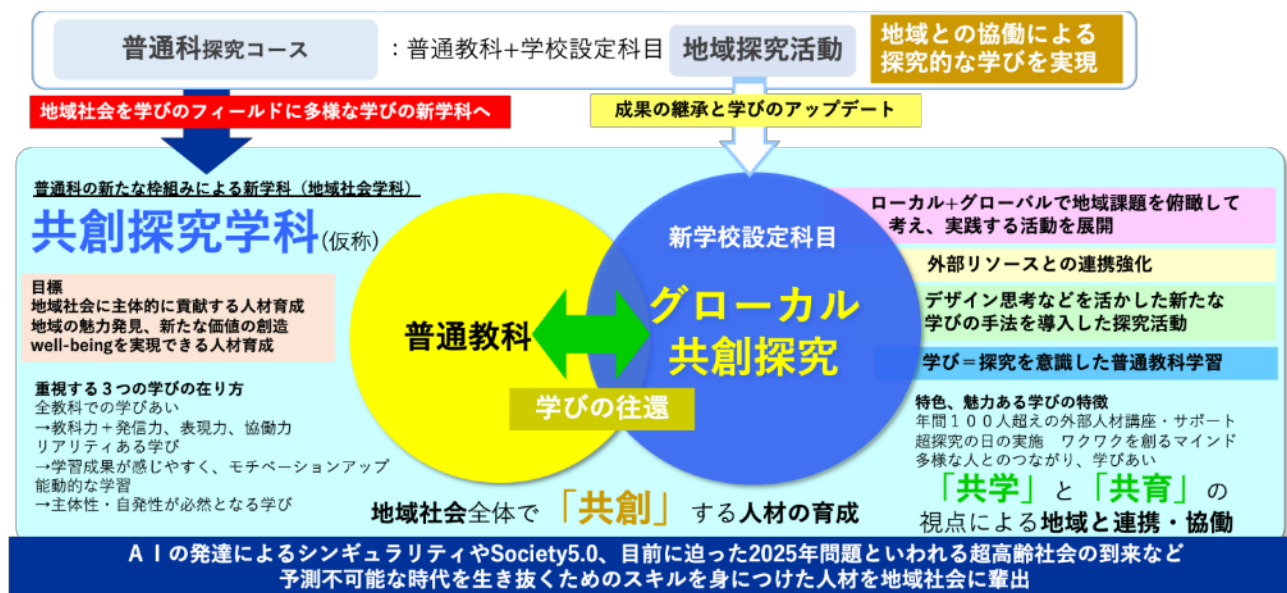 普通科探究コース ：普通教科+学校設定科目 地域探究活動
地域との協働による
探究的な学びを実現
地域社会を学びのフィールドに多様な学びの新学科へ
成果の継承と学びのアップデート
普通科の新たな枠組みによる新学科（地域社会学科）
共創探究学科(仮称)
目標
地域社会に主体的に貢献する人材育成
地域の魅力発見、新たな価値の創造
well-beingを実現できる人材育成
重視する３つの学びの在り方
全教科での学びあい
→教科力＋発信力、表現力、協働力
リアリティある学び
→学習成果が感じやすく、モチベーションアップ
能動的な学習
→主体性・自発性が必然となる学び
普通教科
新学校設定科目
グローカル
共創探究
学びの往還
地域社会全体で「共創」する人材の育成
ローカル+グローバルで地域課題を俯瞰して
考え、実践する活動を展開
外部リソースとの連携強化
デザイン思考などを活かした新たな
学びの手法を導入した探究活動
学び＝探究を意識した普通教科学習
特色、魅力ある学びの特徴
年間１００人超えの外部人材講座・サポート
超探究の日の実施　ワクワクを創るマインド
多様な人とのつながり、学びあい
「共学」と「共育」の
視点による地域と連携・協働
ＡＩの発達によるシンギュラリティやSociety5.0、目前に迫った2025年問題といわれる超高齢社会の到来など
予測不可能な時代を生き抜くためのスキルを身につけた人材を地域社会に輩出